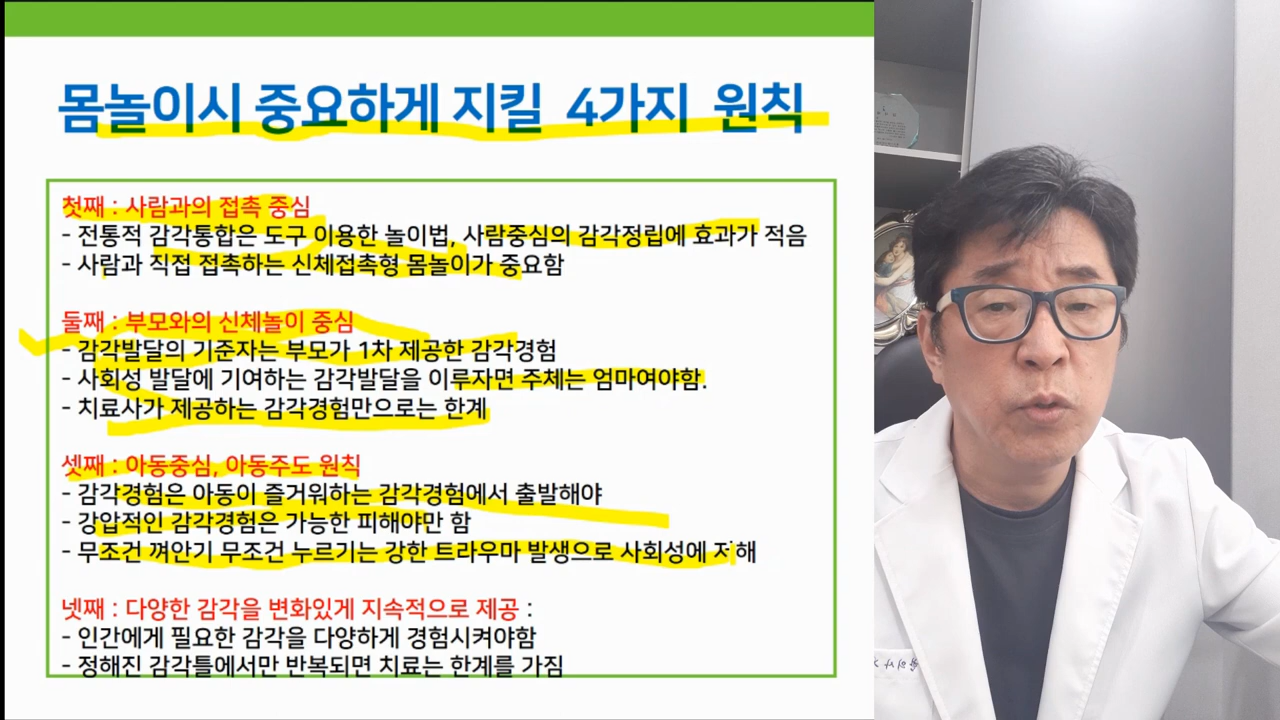 몸놀이시 중요하게 지킬 4가지 원칙
첫째 : 사람과의 접촉 중심
- 전통적 감각통합은 도구 이용한 놀이법, 사람중심의 감각정립에 효과가 적음
- 사람과 직접 접촉하는 신체접촉형 몸놀이가 중요함
둘째 : 부모와의 신체놀이 중심
- 감각발달의 기준자는 부모가 1차 제공한 감각경험
- 사회성 발달에 기여하는 감각발달을 이루자면 주체는 엄마여야함.
- 치료사가 제공하는 감각경험만으로는 한계
셋째 : 아동중심, 아동주도 원칙
- 감각경험은 아동이 즐거워하는 감각경험에서 출발해야
- 강압적인 감각경험은 가능한 피해야만 함
- 무조건 껴안기 무조건 누르기는 강한 트라우마 발생으로 사회성에 저해
넷째 : 다양한 감각을 변화있게 지속적으로 제공 :
- 인간에게 필요한 감각을 다양하게 경험시켜야함
- 정해진 감각틀에서만 반복되면 치료는 한계를 가짐